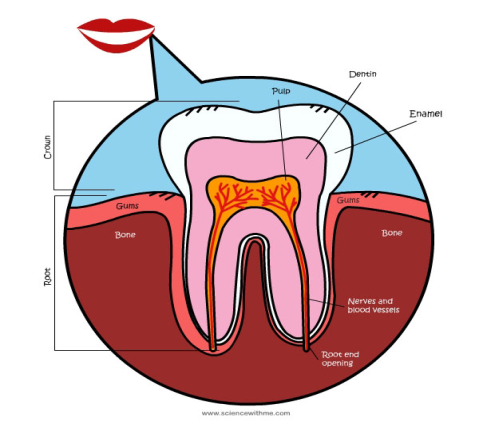 Dentin
Pulp
Enamel
Crown
Gums
Gums
Bone
Bone
Root
Nerves and
blood vessels
Root end
opening
www.sciencewithme.com